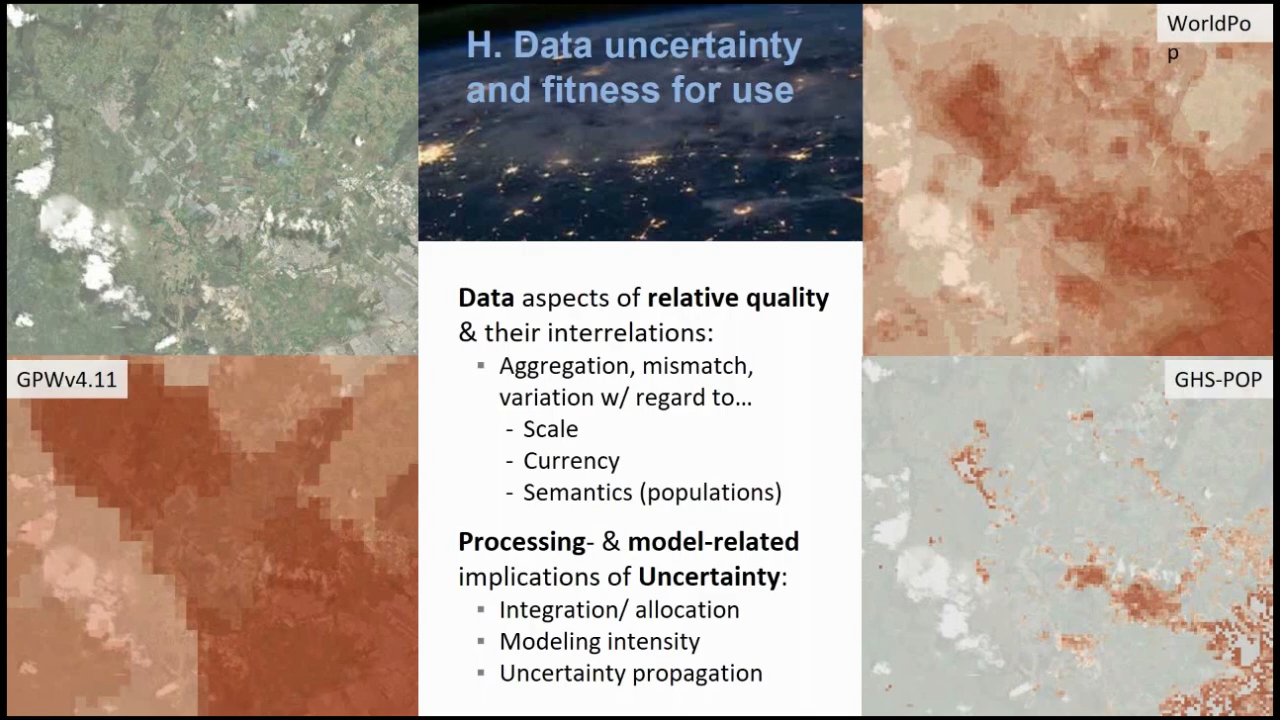 H. Data uncertainty
and fitness for use
WorldPo
p
GPWv4.11
GHS-POP
Data aspects of relative quality
& their interrelations:
▪ Aggregation, mismatch,
variation w/ regard to…
- Scale
- Currency
- Semantics (populations)
Processing- & model-related
implications of Uncertainty:
▪ Integration/ allocation
▪ Modeling intensity
▪ Uncertainty propagation